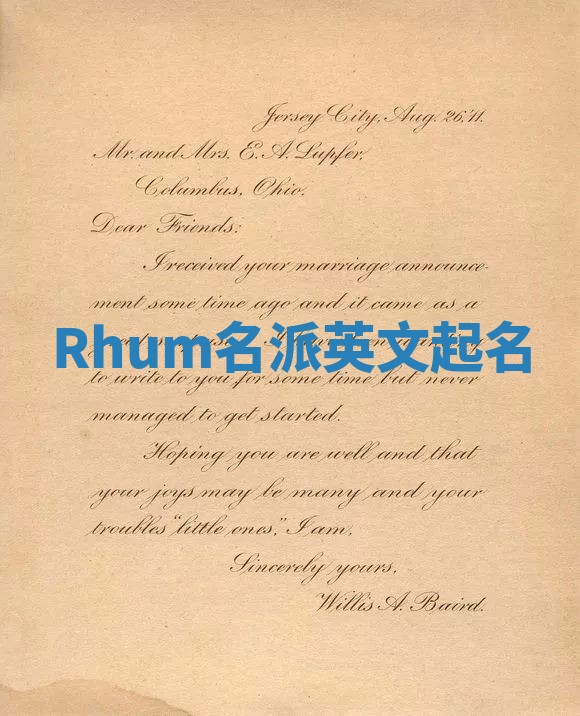 Jersey City, Aug. 26, '11.
Mr. and Mrs. E. A. Lupfer,
Columbus, Ohio.
Dear Friends:
I received your marriage announce-
ment some time ago and it came as a
Rhum名派英文起名
to write to you for some time but never
managed to get started.
Hoping you are well and that
your joys may be many and your
troubles "little ones," I am,
Sincerely yours,
Willis A. Baird.